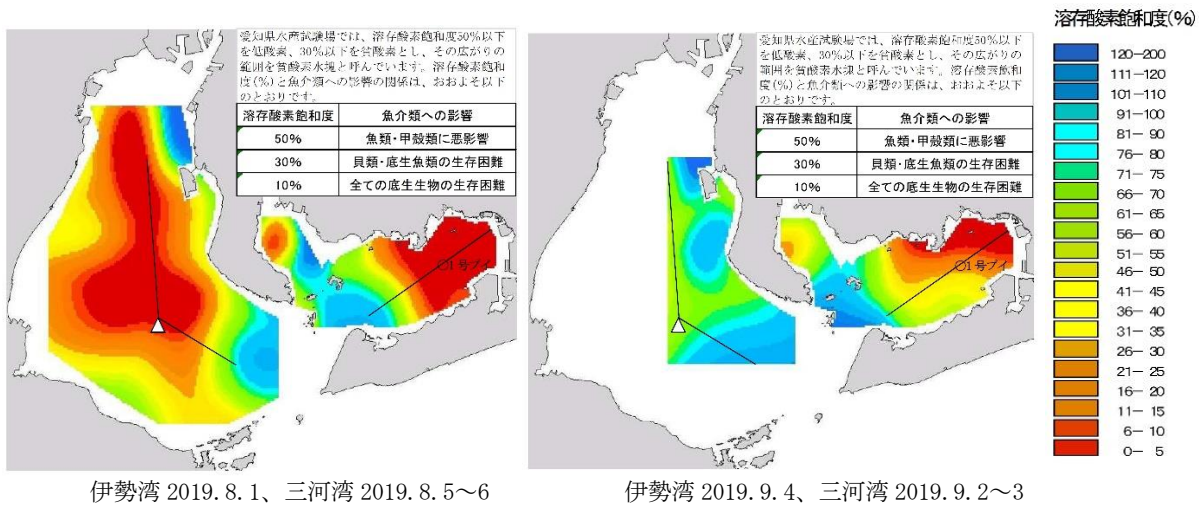 愛知県水産試験場では、溶存酸素飽和度50%以下
を低酸素、30%以下を貧酸素とし、その広がりの
範囲を貧酸素水塊と呼んでいます。溶存酸素飽和
度(%)と魚介類への影響の関係は、おおよそ以下
のとおりです。
溶存酸素飽和度 魚介類への影響
50% 魚類・甲殻類に悪影響
30% 貝類・底生魚類の生存困難
10% 全ての底生生物の生存困難
1号ブイ
伊勢湾 2019.8.1、三河湾 2019.8.5～6
愛知県水産試験場では、溶存酸素飽和度50%以下
を低酸素、30%以下を貧酸素とし、その広がりの
範囲を貧酸素水塊と呼んでいます。溶存酸素飽和
度(%)と魚介類への影響の関係は、おおよそ以下
のとおりです。
溶存酸素飽和度 魚介類への影響
50% 魚類・甲殻類に悪影響
30% 貝類・底生魚類の生存困難
10% 全ての底生生物の生存困難
1号ブイ
伊勢湾 2019.9.4、三河湾 2019.9.2～3
溶存酸素飽和度(%)
120-200
111-120
101-110
91-100
81-90
76-80
71-75
66-70
61-65
56-60
51-55
46-50
41-45
36-40
31-35
26-30
21-25
16-20
11-15
6-10
0-5